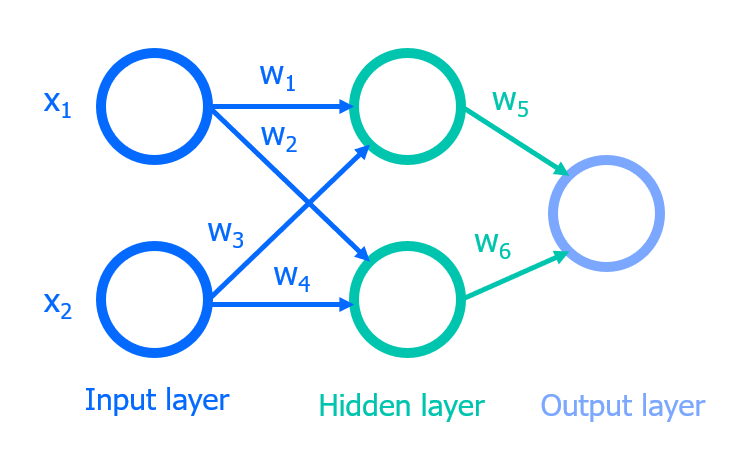 w₁
x₁
w₅
w₂
w₃
w₆
w₄
x₂
Input layer
Hidden layer
Output layer